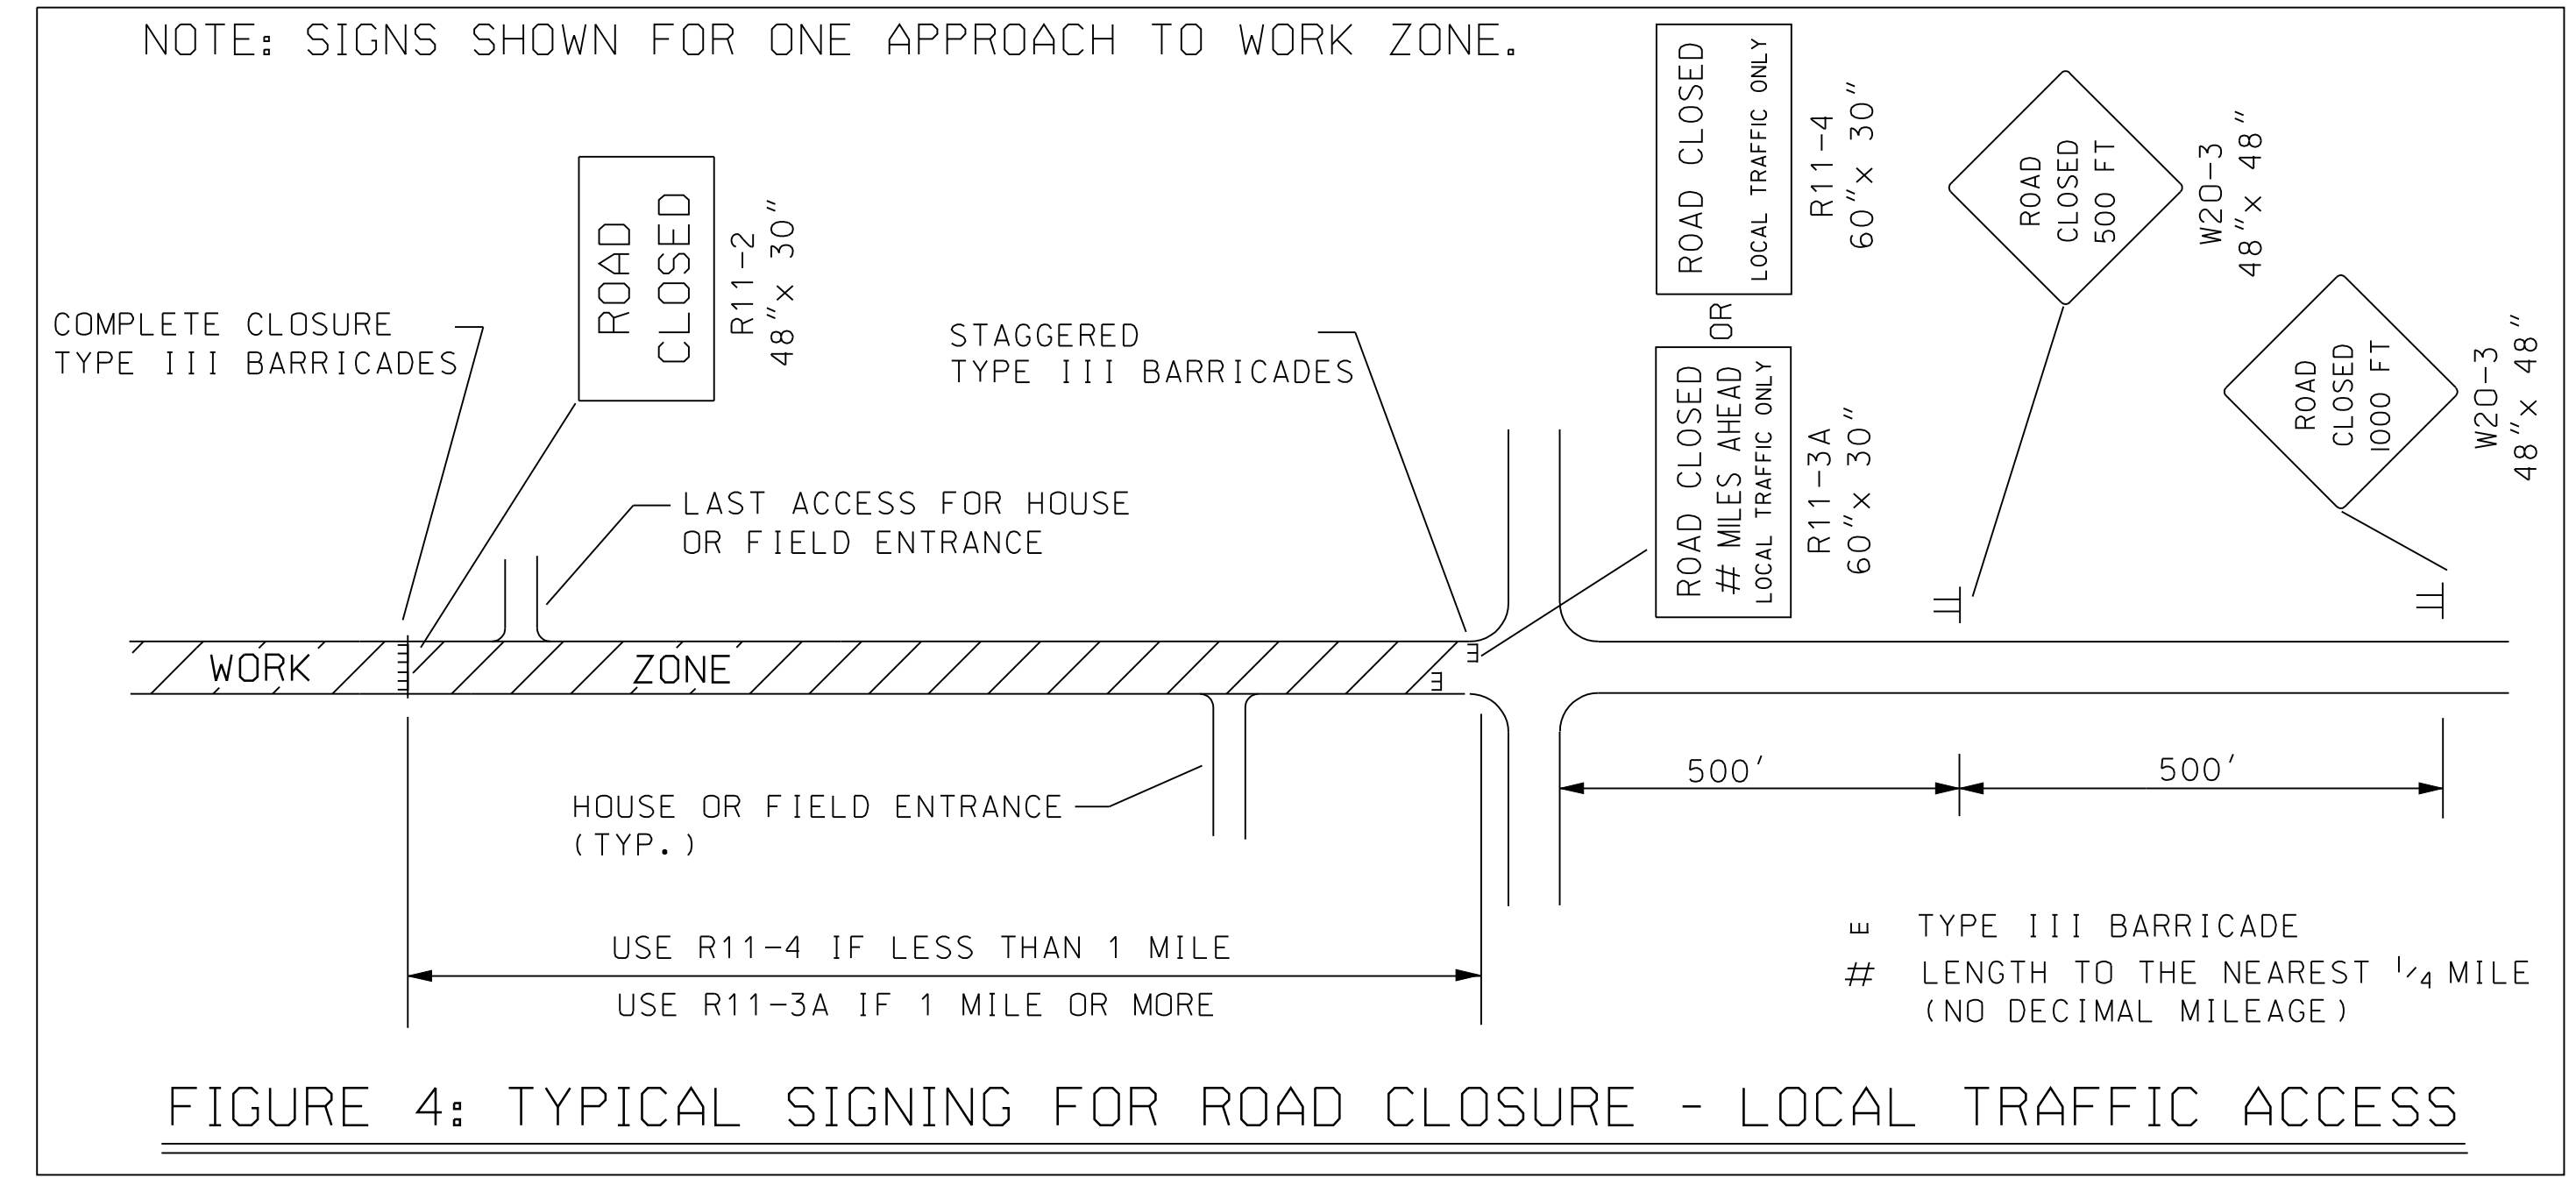 NOTE: SIGNS SHOWN FOR ONE APPROACH TO WORK ZONE.
ROAD CLOSED
LOCAL TRAFFIC ONLY
R11-4
60"x 30"
OR
ROAD CLOSED
# MILES AHEAD
LOCAL TRAFFIC ONLY
R11-3A
60"x 30"
ROAD
CLOSED
500 FT
W20-3
48"x 48"
ROAD
CLOSED
1000 FT
W20-3
48"x 48"
ROAD
CLOSED
R11-2
48"x 30"
COMPLETE CLOSURE
TYPE III BARRICADES
STAGGERED
TYPE III BARRICADES
LAST ACCESS FOR HOUSE
OR FIELD ENTRANCE
WORK ZONE
HOUSE OR FIELD ENTRANCE
(TYP.)
500'
500'
USE R11-4 IF LESS THAN 1 MILE
USE R11-3A IF 1 MILE OR MORE
TYPE III BARRICADE
# LENGTH TO THE NEAREST 1/4 MILE
(NO DECIMAL MILEAGE)
FIGURE 4: TYPICAL SIGNING FOR ROAD CLOSURE - LOCAL TRAFFIC ACCESS